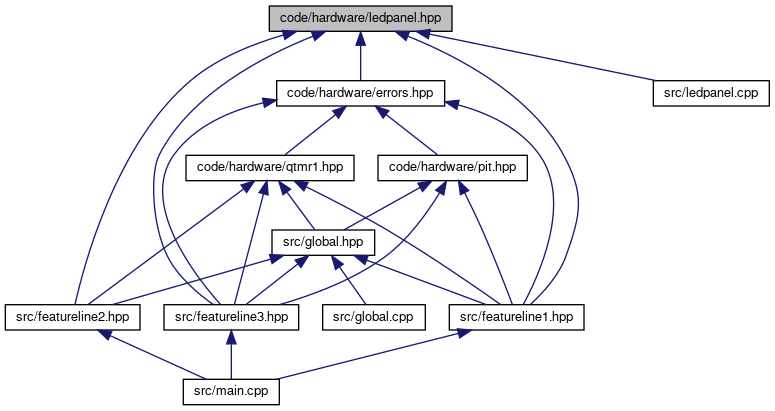 code/hardware/ledpanel.hpp
code/hardware/errors.hpp
src/ledpanel.cpp
code/hardware/qtmr1.hpp
code/hardware/pit.hpp
src/global.hpp
src/featureline2.hpp
src/featureline3.hpp
src/global.cpp
src/featureline1.hpp
src/main.cpp